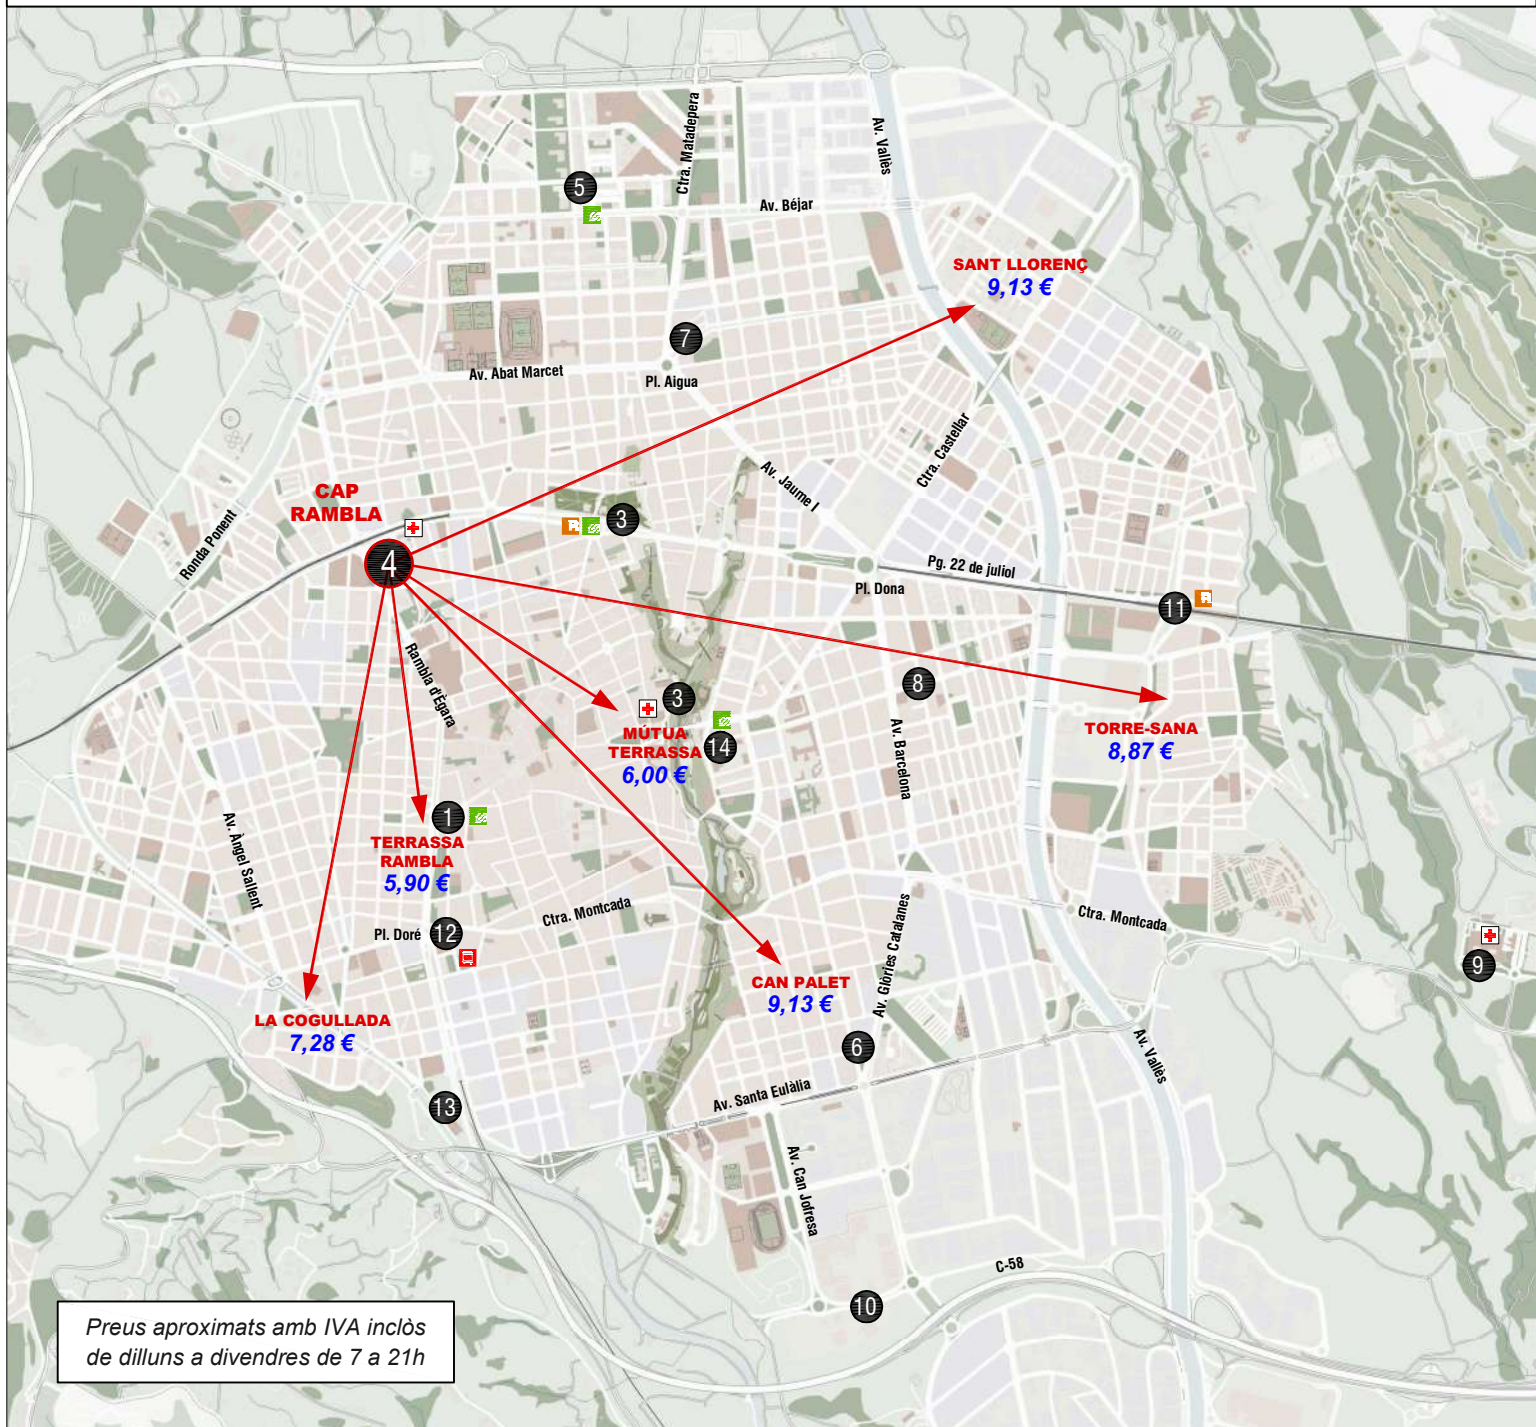 Ctra. Matadepera
Av. Vallès
5
Av. Béjar
SANT LLORENÇ
9,13 €
7
Av. Abat Marcet
Pl. Aigua
Ctra. Castellar
Av. Jaume I
CAP
RAMBLA
Ronda Ponent
3
4
Pg. 22 de juliol
Pl. Dona
11
Rambla d'Ègara
8
3
MÚTUA
TERRASSA
6,00 €
14
TORRE-SANA
8,87 €
Av. Barcelona
1
TERRASSA
RAMBLA
5,90 €
Av. Àngel Sallent
Ctra. Montcada
Pl. Doré
12
Ctra. Montcada
Av. Glòries Catalanes
9
CAN PALET
9,13 €
LA COGULLADA
7,28 €
6
Av. Vallès
13
Av. Santa Eulàlia
Av. Can Jofresa
C-58
10
Preus aproximats amb IVA inclòs
de dilluns a divendres de 7 a 21h